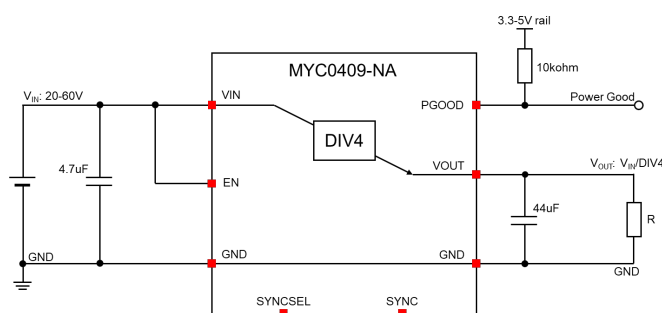 3.3-5V rail
MYC0409-NA
10kohm
VIN: 20-60V
VIN
PGOOD
Power Good
DIV4
4.7uF
VOUT
VOUT: VIN/DIV4
EN
44uF
R
GND
GND
GND
GND
SYNCSEL
SYNC